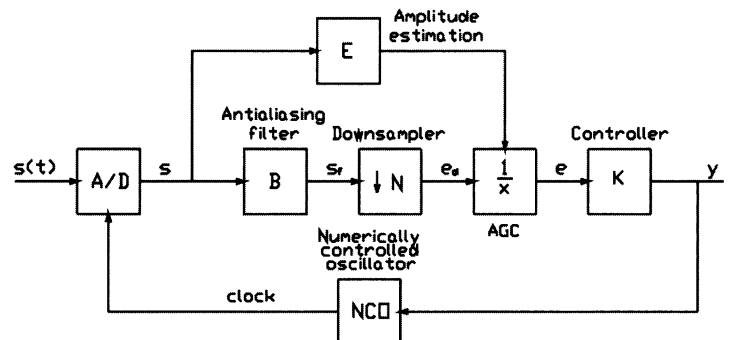 Amplitude
estimation
E
Antialiasing
filter
Downsampler
Controller
s(t)
A/D
s
B
s_f
↓ N
e_d
1
x
e
K
y
AGC
Numerically
controlled
oscillator
clock
NCO